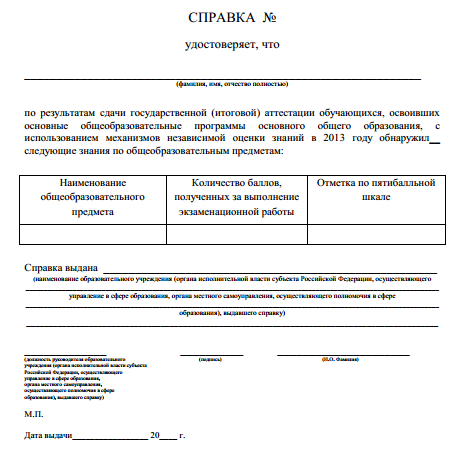 СПРАВКА №
удостоверяет, что
(фамилия, имя, отчество полностью)
по результатам сдачи государственной (итоговой) аттестации обучающихся, освоивших
основные общеобразовательные программы основного общего образования, с
использованием механизмов независимой оценки знаний в 2013 году обнаружил__
следующие знания по общеобразовательным предметам:
Наименование
общеобразовательного
предмета
Количество баллов,
полученных за выполнение
экзаменационной работы
Отметка по пятибалльной
шкале
Справка выдана
(наименование образовательного учреждения (органа исполнительной власти субъекта Российской Федерации, осуществляющего
управление в сфере образования, органа местного самоуправления, осуществляющего полномочия в сфере
образования), выдавшего справку)
(должность руководителя образовательного
учреждения (органа исполнительной власти субъекта
Российской Федерации, осуществляющего
управление в сфере образования,
органа местного самоуправления,
осуществляющего полномочия в сфере
образования), выдавшего справку)
(подпись)
(И.О. Фамилия)
М.П.
Дата выдачи_________________ 20____ г.